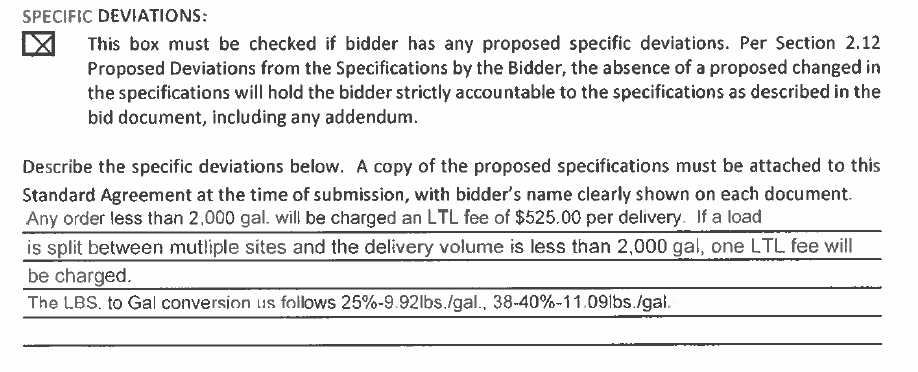 SPECIFIC DEVIATIONS:
This box must be checked if bidder has any proposed specific deviations. Per Section 2.12
Proposed Deviations from the Specifications by the Bidder, the absence of a proposed changed in
the specifications will hold the bidder strictly accountable to the specifications as described in the
bid document, including any addendum.
Describe the specific deviations below. A copy of the proposed specifications must be attached to this
Standard Agreement at the time of submission, with bidder's name clearly shown on each document.
Any order less than 2,000 gal. will be charged an LTL fee of $525.00 per delivery. If a load
is split between mutliple sites and the delivery volume is less than 2,000 gal, one LTL fee will
be charged.
The LBS. to Gal conversion us follows 25%-9.92lbs./gal., 38-40%-11.09lbs./gal.